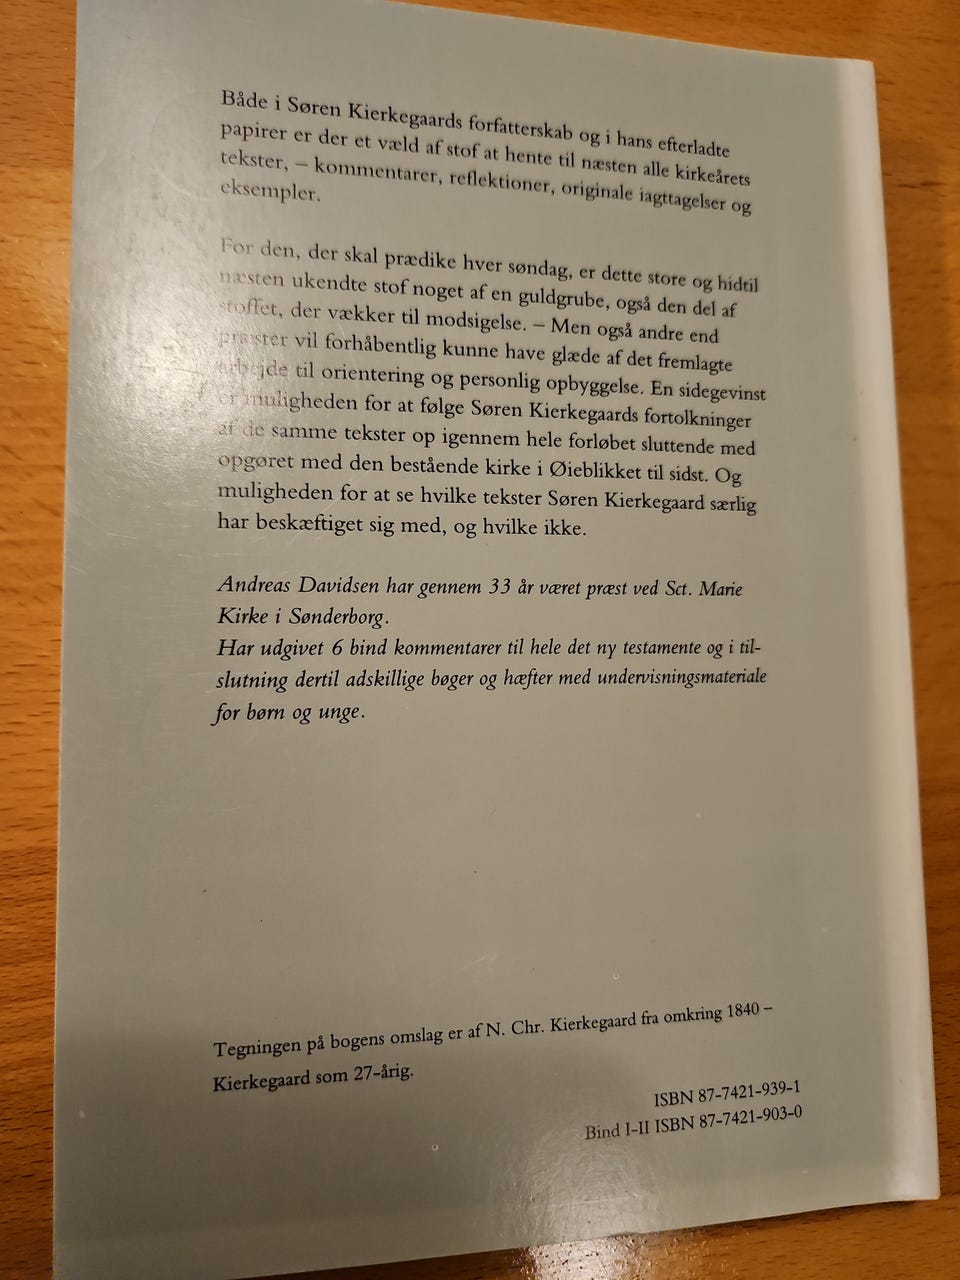 Både i Søren Kierkegaards forfatterskab og i hans efterladte
papirer er der et væld af stof at hente til næsten alle kirkeårets
tekster, – kommentarer, reflektioner, originale iagttagelser og
eksempler.
For den, der skal prædike hver søndag, er dette store og hidtil
næsten ukendte stof noget af en guldgrube, også den del af
stoffet, der vækker til modsigelse. – Men også andre end
præster vil forhåbentlig kunne have glæde af det fremlagte
arbejde til orientering og personlig opbyggelse. En sidegevinst
er muligheden for at følge Søren Kierkegaards fortolkninger
af de samme tekster op igennem hele forløbet sluttende med
opgøret med den bestående kirke i Øieblikket til sidst. Og
muligheden for at se hvilke tekster Søren Kierkegaard særlig
har beskæftiget sig med, og hvilke ikke.
Andreas Davidsen har gennem 33 år været præst ved Sct. Marie
Kirke i Sønderborg.
Har udgivet 6 bind kommentarer til hele det ny testamente og i til-
slutning dertil adskillige bøger og hæfter med undervisningsmateriale
for børn og unge.
Tegningen på bogens omslag er af N. Chr. Kierkegaard fra omkring 1840 –
Kierkegaard som 27-årig.
ISBN 87-7421-939-1
Bind I-II ISBN 87-7421-903-0